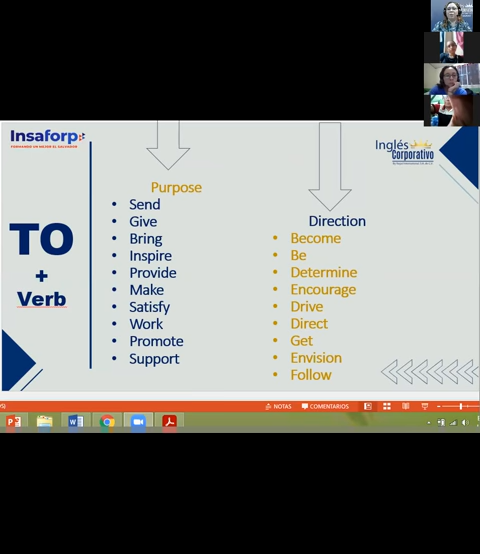 Insaforp
FORMANDO UN MEJOR EL SALVADOR
Inglés
Corporativo
TO
+
Verb
Purpose
• Send
• Give
• Bring
• Inspire
• Provide
• Make
• Satisfy
• Work
• Promote
• Support
Direction
• Become
• Be
• Determine
• Encourage
• Drive
• Direct
• Get
• Envision
• Follow
NOTAS
COMENTARIOS